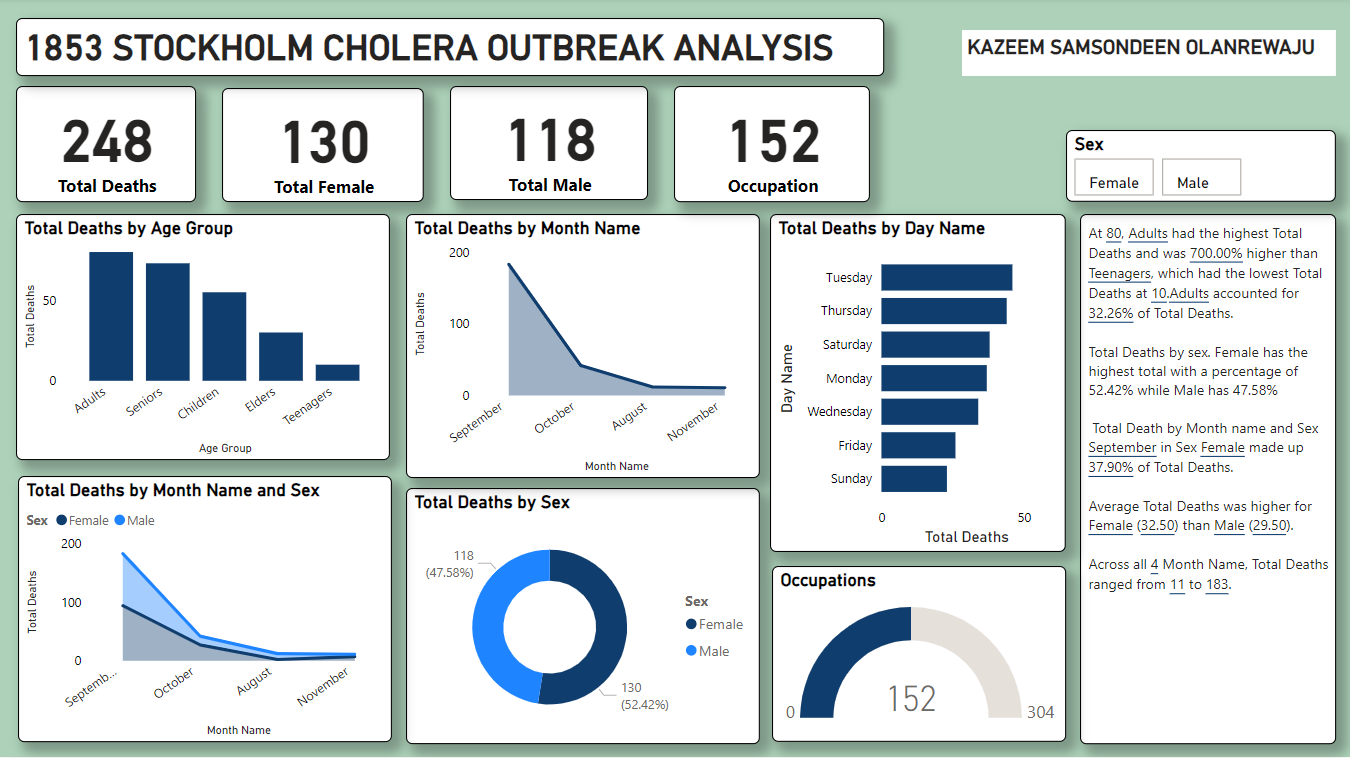 1853 STOCKHOLM CHOLERA OUTBREAK ANALYSIS
KAZEEM SAMSONDEEN OLANREWAJU
248
Total Deaths
130
Total Female
118
Total Male
152
Occupation
Sex
Female
Male
Total Deaths by Age Group
Total Deaths
50
0
Adults
Seniors
Children
Elders
Teenagers
Age Group
Total Deaths by Month Name
Total Deaths
200
100
0
September
October
August
November
Month Name
Total Deaths by Day Name
Day Name
Tuesday
Thursday
Saturday
Monday
Wednesday
Friday
Sunday
0
50
Total Deaths
At 80, Adults had the highest Total
Deaths and was 700.00% higher than
Teenagers, which had the lowest Total
Deaths at 10.Adults accounted for
32.26% of Total Deaths.
Total Deaths by sex. Female has the
highest total with a percentage of
52.42% while Male has 47.58%
Total Death by Month name and Sex
September in Sex Female made up
37.90% of Total Deaths.
Average Total Deaths was higher for
Female (32.50) than Male (29.50).
Across all 4 Month Name, Total Deaths
ranged from 11 to 183.
Total Deaths by Month Name and Sex
Sex Female Male
Total Deaths
200
100
0
Septemb...
October
August
November
Month Name
Total Deaths by Sex
118
(47.58%)
130
(52.42%)
Sex
Female
Male
Occupations
152
0
304